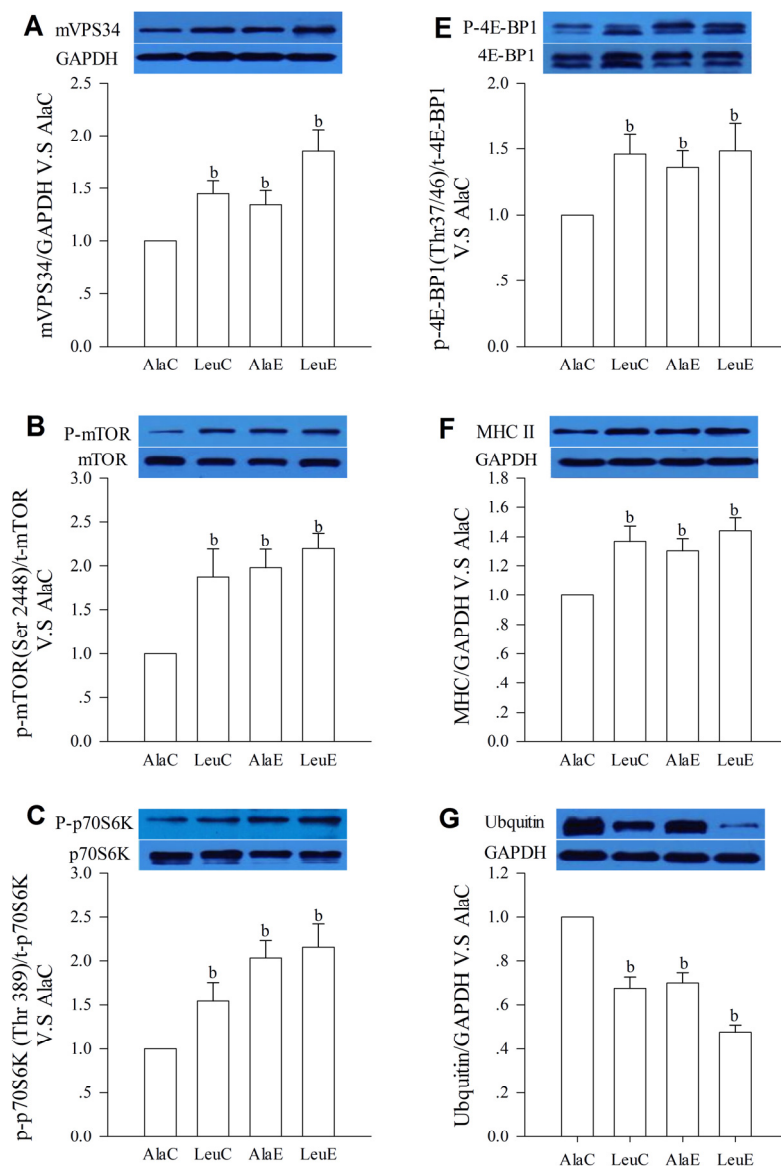 A
mVPS34
GAPDH
mVPS34/GAPDH V.S AlaC
2.5
2.0
1.5
1.0
.5
0.0
b
b
b
AlaC LeuC AlaE LeuE
B
P-mTOR
mTOR
p-mTOR(Ser 2448)/t-mTOR
V.S AlaC
3.0
2.5
2.0
1.5
1.0
.5
0.0
b
b
b
AlaC LeuC AlaE LeuE
C
P-p70S6K
p70S6K
p-p70S6K (Thr 389)/t-p70S6K
V.S AlaC
3.0
2.5
2.0
1.5
1.0
.5
0.0
b
b
b
AlaC LeuC AlaE LeuE
E
P-4E-BP1
4E-BP1
p-4E-BP1(Thr37/46)/t-4E-BP1
V.S AlaC
2.0
1.5
1.0
.5
0.0
b
b
b
AlaC LeuC AlaE LeuE
F
MHC II
GAPDH
MHC/GAPDH V.S AlaC
1.8
1.6
1.4
1.2
1.0
.8
.6
.4
.2
0.0
b
b
b
AlaC LeuC AlaE LeuE
G
Ubquitin
GAPDH
Ubquitin/GAPDH V.S AlaC
1.2
1.0
.8
.6
.4
.2
0.0
b
b
b
AlaC LeuC AlaE LeuE